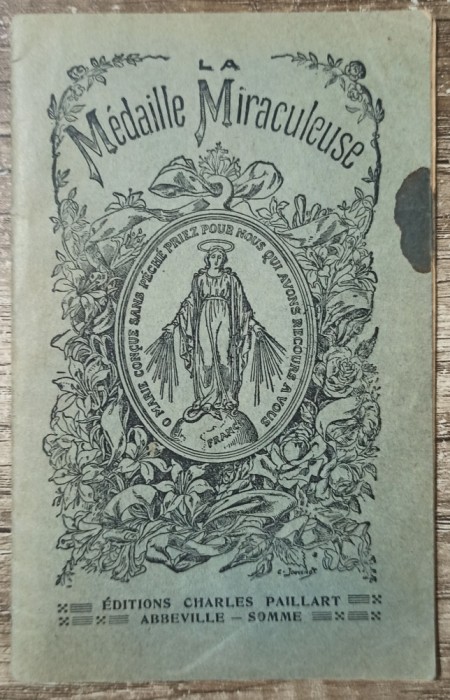 LA
Médaille Miraculeuse
O MARIE CONÇUE SANS PÉCHÉ PRIEZ POUR NOUS QUI AVONS RECOURS A VOUS
FRANCE
ÉDITIONS CHARLES PAILLART
ABBEVILLE — SOMME